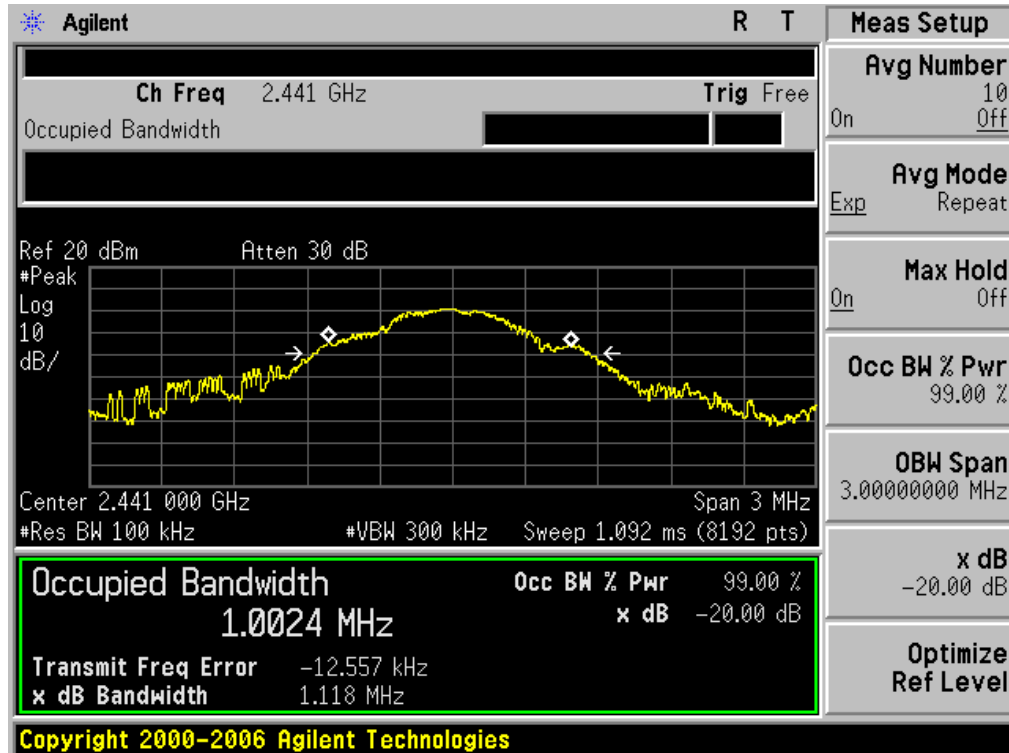 Agilent R T
Ch Freq 2.441 GHz Trig Free
Occupied Bandwidth
Ref 20 dBm Atten 30 dB
#Peak
Log
10
dB/
Center 2.441 000 GHz Span 3 MHz
#Res BW 100 kHz #VBW 300 kHz Sweep 1.092 ms (8192 pts)
Occupied Bandwidth Occ BW % Pwr 99.00 %
1.0024 MHz x dB -20.00 dB
Transmit Freq Error -12.557 kHz
x dB Bandwidth 1.118 MHz
Copyright 2000-2006 Agilent Technologies
Meas Setup
Avg Number
10
On Off
Avg Mode
Exp Repeat
Max Hold
On Off
Occ BW % Pwr
99.00 %
OBW Span
3.00000000 MHz
x dB
-20.00 dB
Optimize
Ref Level